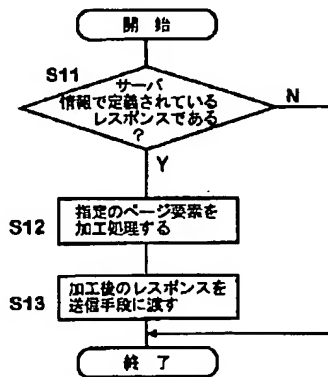 開始
S11
サーバ
情報で定義されている
レスポンスである
?
N
Y
S12
指定のページ要素を
加工処理する
S13
加工後のレスポンスを
送信手段に渡す
終了